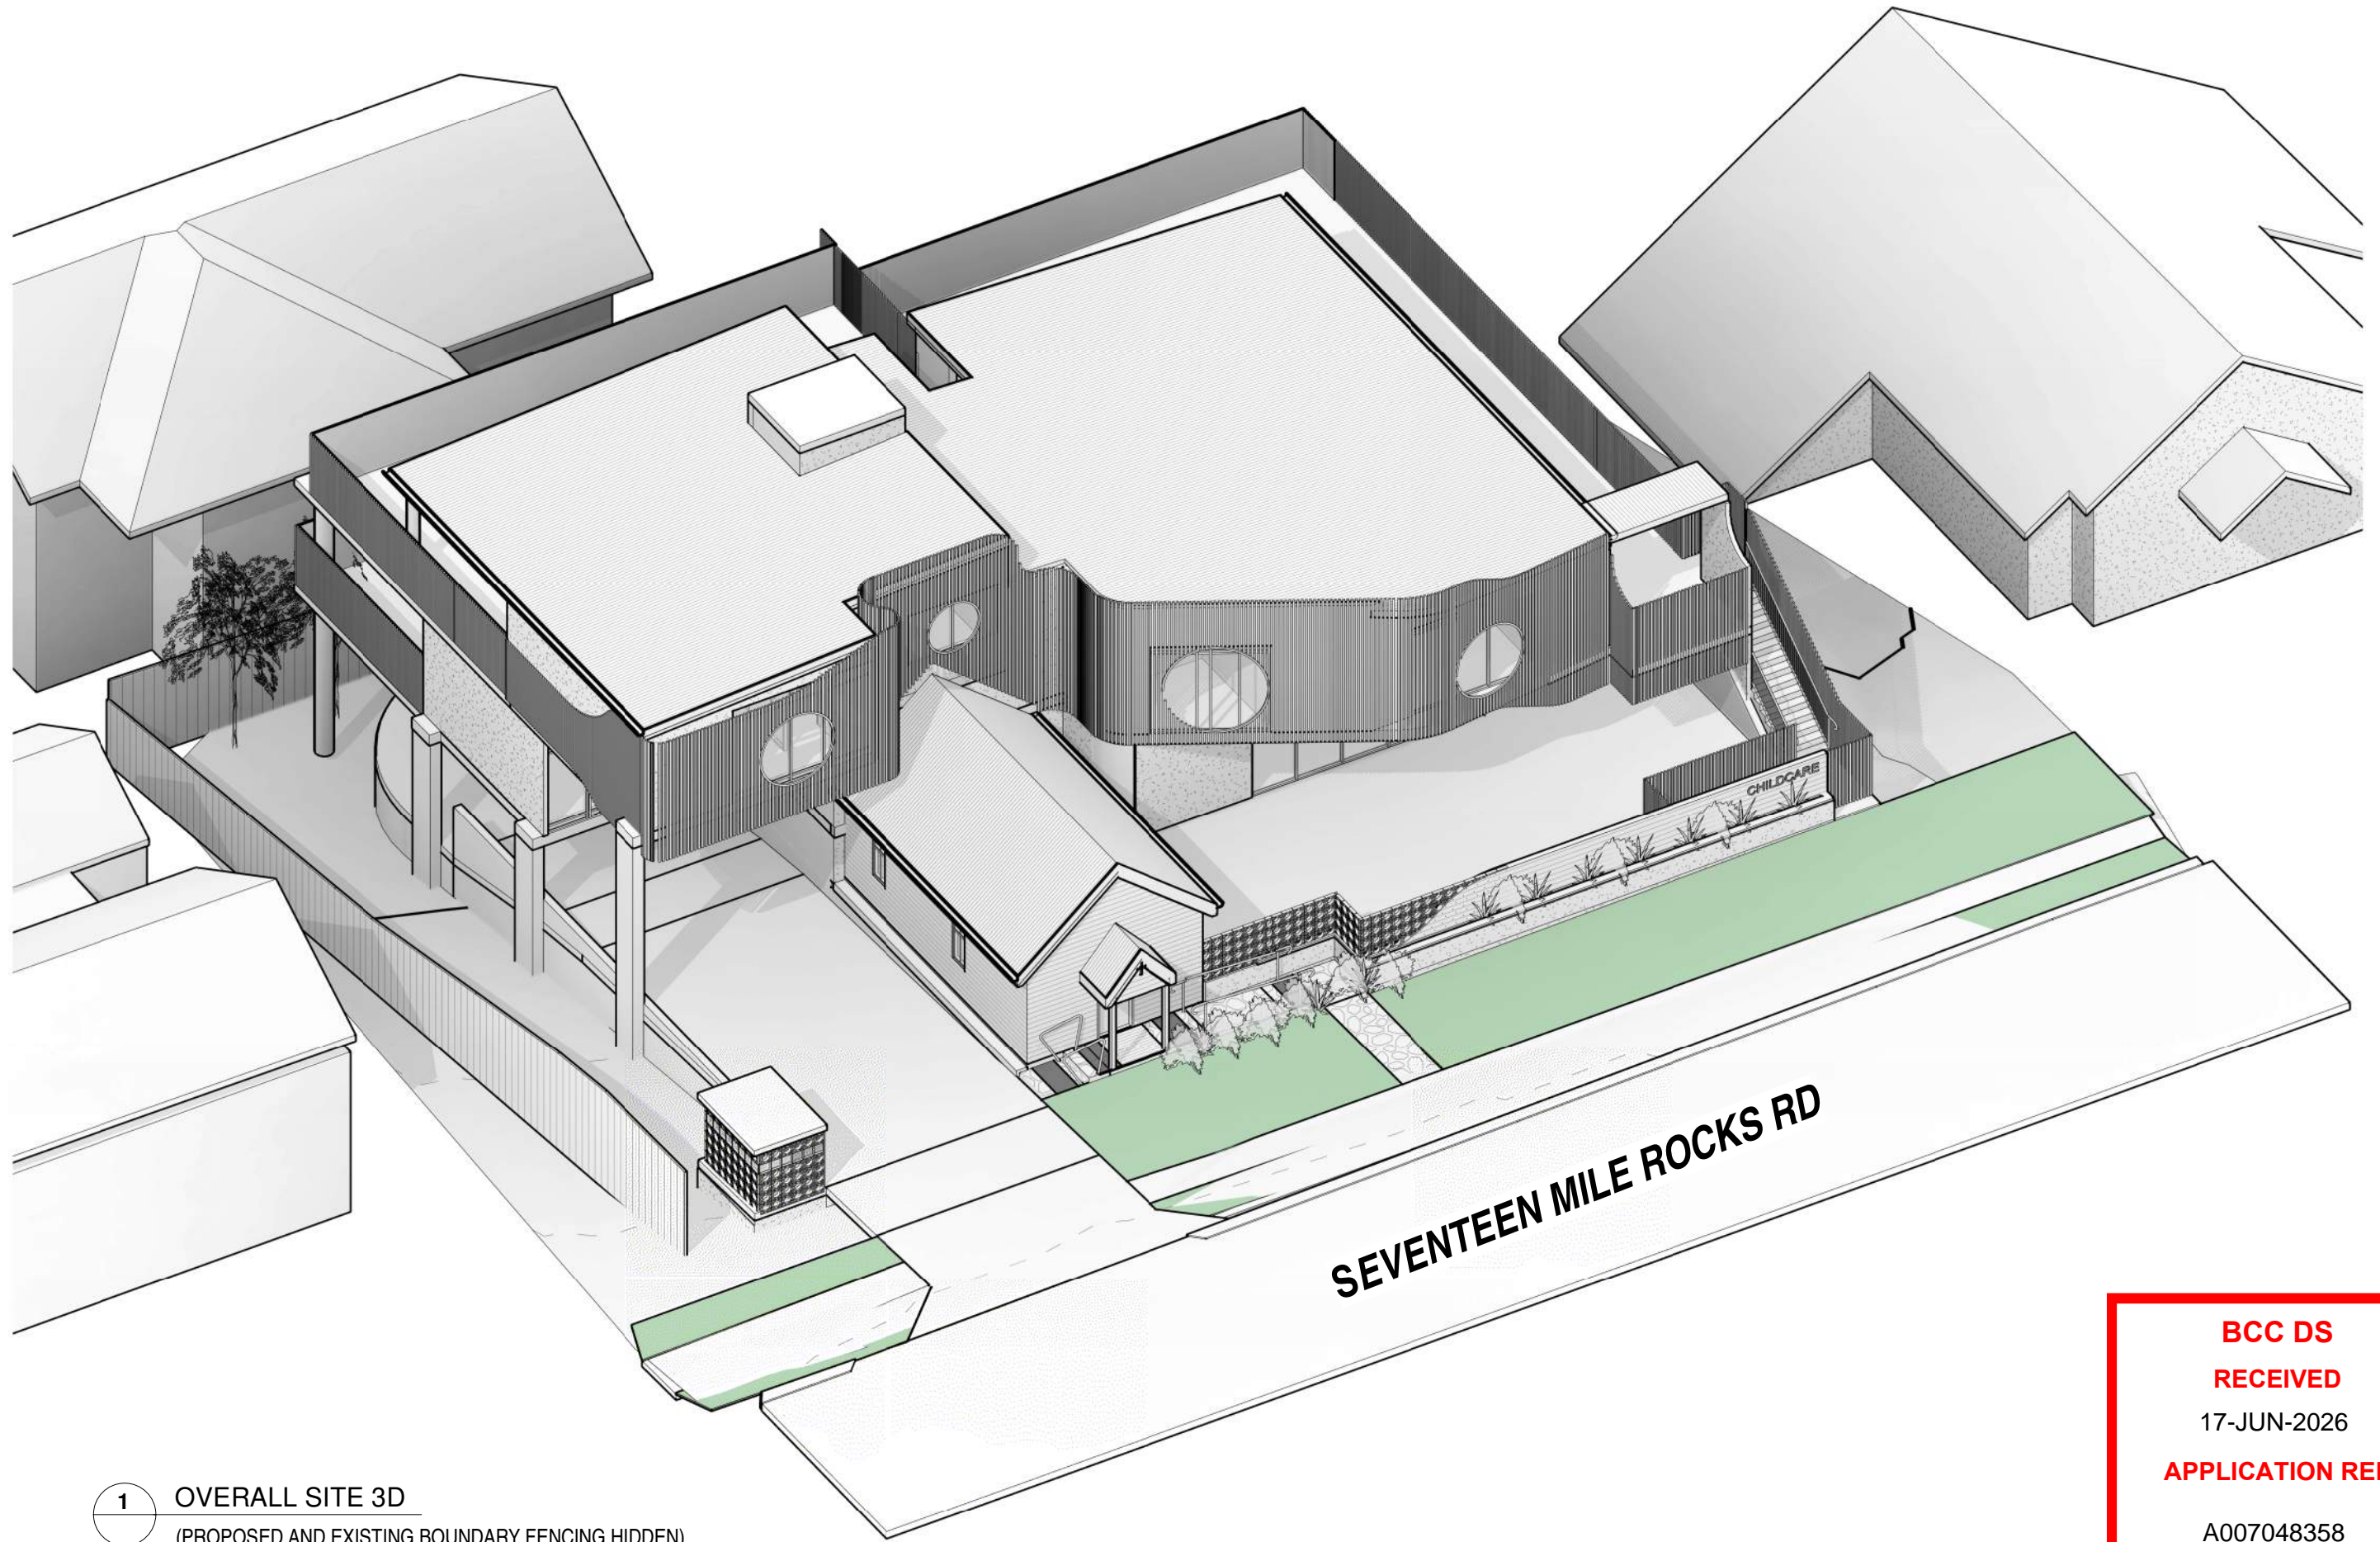 CHILDCARE
SEVENTEEN MILE ROCKS RD
1
OVERALL SITE 3D
(PROPOSED AND EXISTING BOUNDARY FENCING HIDDEN)
BCC DS
RECEIVED
17-JUN-2026
APPLICATION REF
A007048358